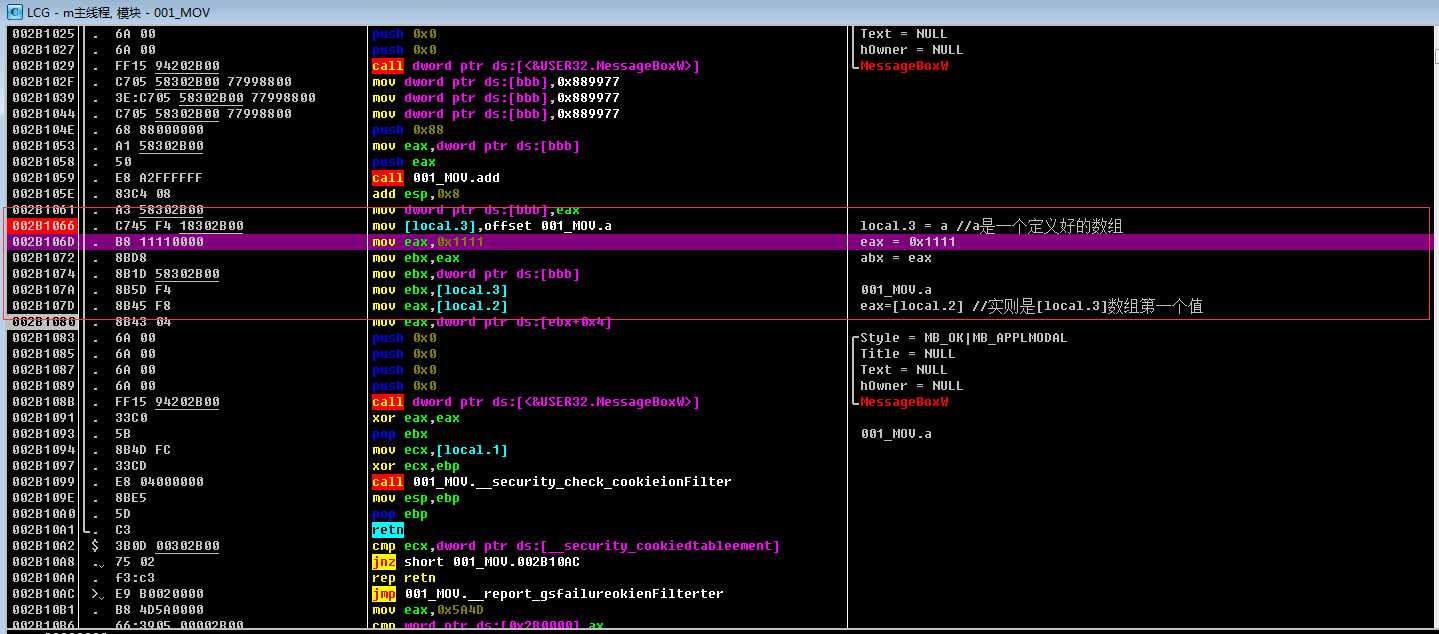 C LCG - m主线程, 模块 - 001_MOV
002B1025 . 6A 00 push 0x0 Text = NULL
002B1027 . 6A 00 push 0x0 hOwner = NULL
002B1029 . FF15 94202B00 call dword ptr ds:[<&USER32.MessageBoxW>] MessageBoxW
002B102F . C705 58302B00 77998800 mov dword ptr ds:[bbb],0x889977
002B1039 . 3E:C705 58302B00 77998800 mov dword ptr ds:[bbb],0x889977
002B1044 . C705 58302B00 77998800 mov dword ptr ds:[bbb],0x889977
002B104E . 68 88000000 push 0x88
002B1053 . A1 58302B00 mov eax,dword ptr ds:[bbb]
002B1058 . 50 push eax
002B1059 . E8 A2FFFFFF call 001_MOV.add
002B105E . 83C4 08 add esp,0x8
002B1061 . A3 58302B00 mov dword ptr ds:[bbb],eax
002B1066 . C745 F4 18302B00 mov [local.3],offset 001_MOV.a local.3 = a //a是一个定义好的数组
002B106D . B8 11110000 mov eax,0x1111 eax = 0x1111
002B1072 . 8BD8 mov ebx,eax abx = eax
002B1074 . 8B1D 58302B00 mov ebx,dword ptr ds:[bbb]
002B107A . 8B5D F4 mov ebx,[local.3] 001_MOV.a
002B107D . 8B45 F8 mov eax,[local.2] eax=[local.2] //实则是[local.3]数组第一个值
002B1080 . 8B43 04 mov eax,dword ptr ds:[ebx+0x4]
002B1083 . 6A 00 push 0x0 Style = MB_OK|MB_APPLMODAL
002B1085 . 6A 00 push 0x0 Title = NULL
002B1087 . 6A 00 push 0x0 Text = NULL
002B1089 . 6A 00 push 0x0 hOwner = NULL
002B108B . FF15 94202B00 call dword ptr ds:[<&USER32.MessageBoxW>] MessageBoxW
002B1091 . 33C0 xor eax,eax
002B1093 . 5B pop ebx 001_MOV.a
002B1094 . 8B4D FC mov ecx,[local.1]
002B1097 . 33CD xor ecx,ebp
002B1099 . E8 04000000 call 001_MOV.__security_check_cookieionFilter
002B109E . 8BE5 mov esp,ebp
002B10A0 . 5D pop ebp
002B10A1 . C3 retn
002B10A2 $ 3B0D 00302B00 cmp ecx,dword ptr ds:[__security_cookiedtableement]
002B10A8 . 75 02 jnz short 001_MOV.002B10AC
002B10AA . f3:c3 rep retn
002B10AC > E9 B0020000 jmp 001_MOV.__report_gsfailureokienFilterter
002B10B1 . B8 4D5A0000 mov eax,0x5A4D
002B10B6 . 66:3905 00002B00 cmp word ptr ds:[0x2B0000],ax